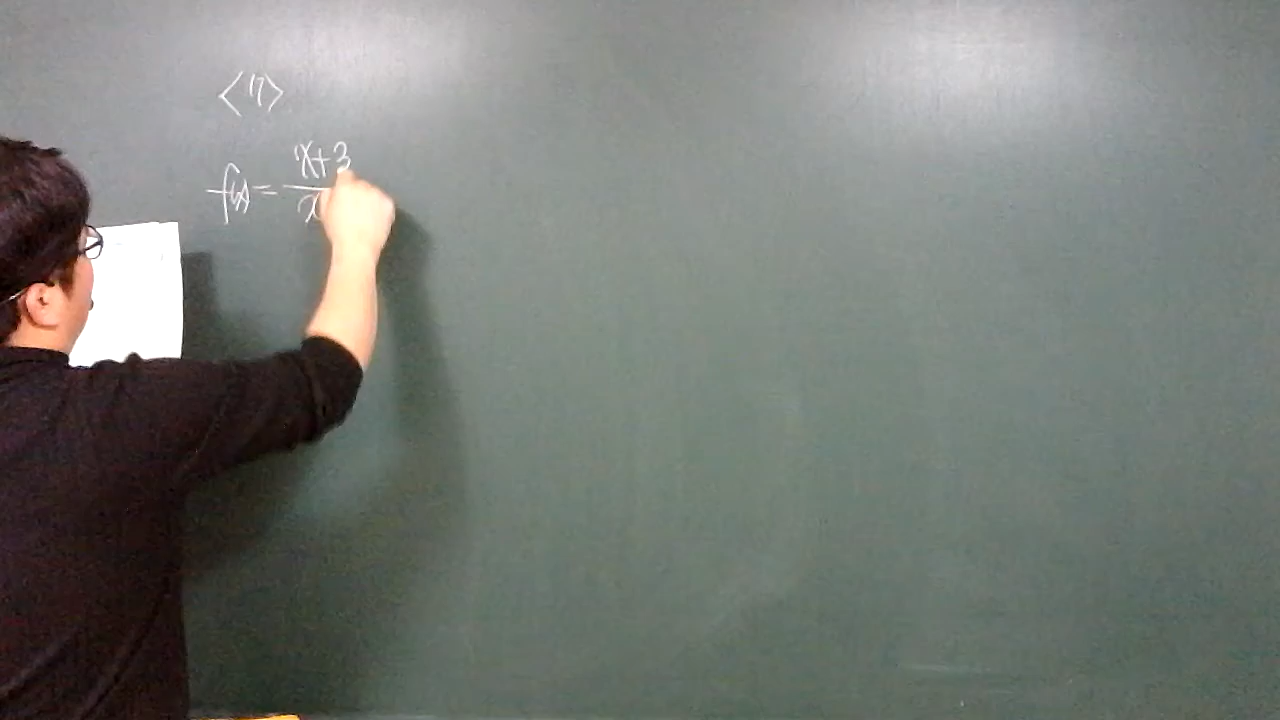 <17>
f(x) = x+3 / x